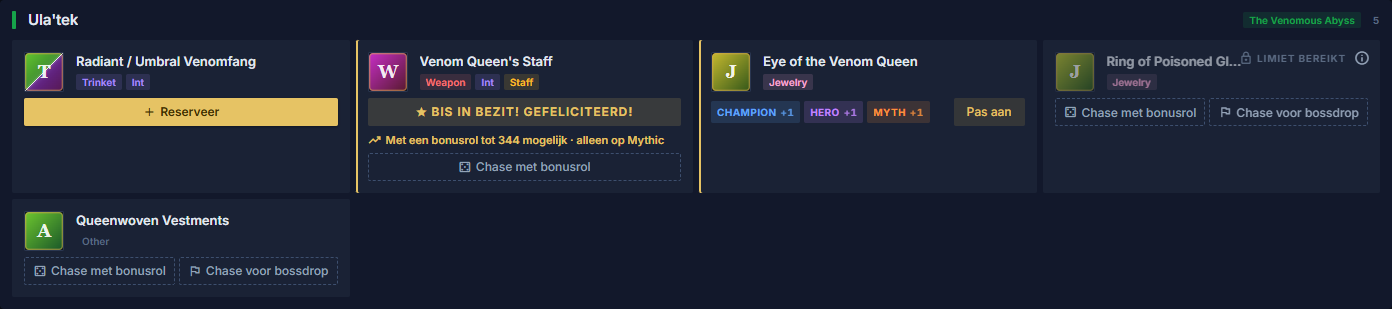 Ula'tek
The Venomous Abyss 5
T
Radiant / Umbral Venomfang
Trinket Int
+ Reserveer
W
Venom Queen's Staff
Weapon Int Staff
★ BIS IN BEZIT! GEFELICITEERD!
Met een bonusrol tot 344 mogelijk · alleen op Mythic
Chase met bonusrol
J
Eye of the Venom Queen
Jewelry
CHAMPION +1 HERO +1 MYTH +1 Pas aan
J
Ring of Poisoned Gl... LIMIET BEREIKT
Jewelry
Chase met bonusrol Chase voor bossdrop
A
Queenwoven Vestments
Other
Chase met bonusrol Chase voor bossdrop